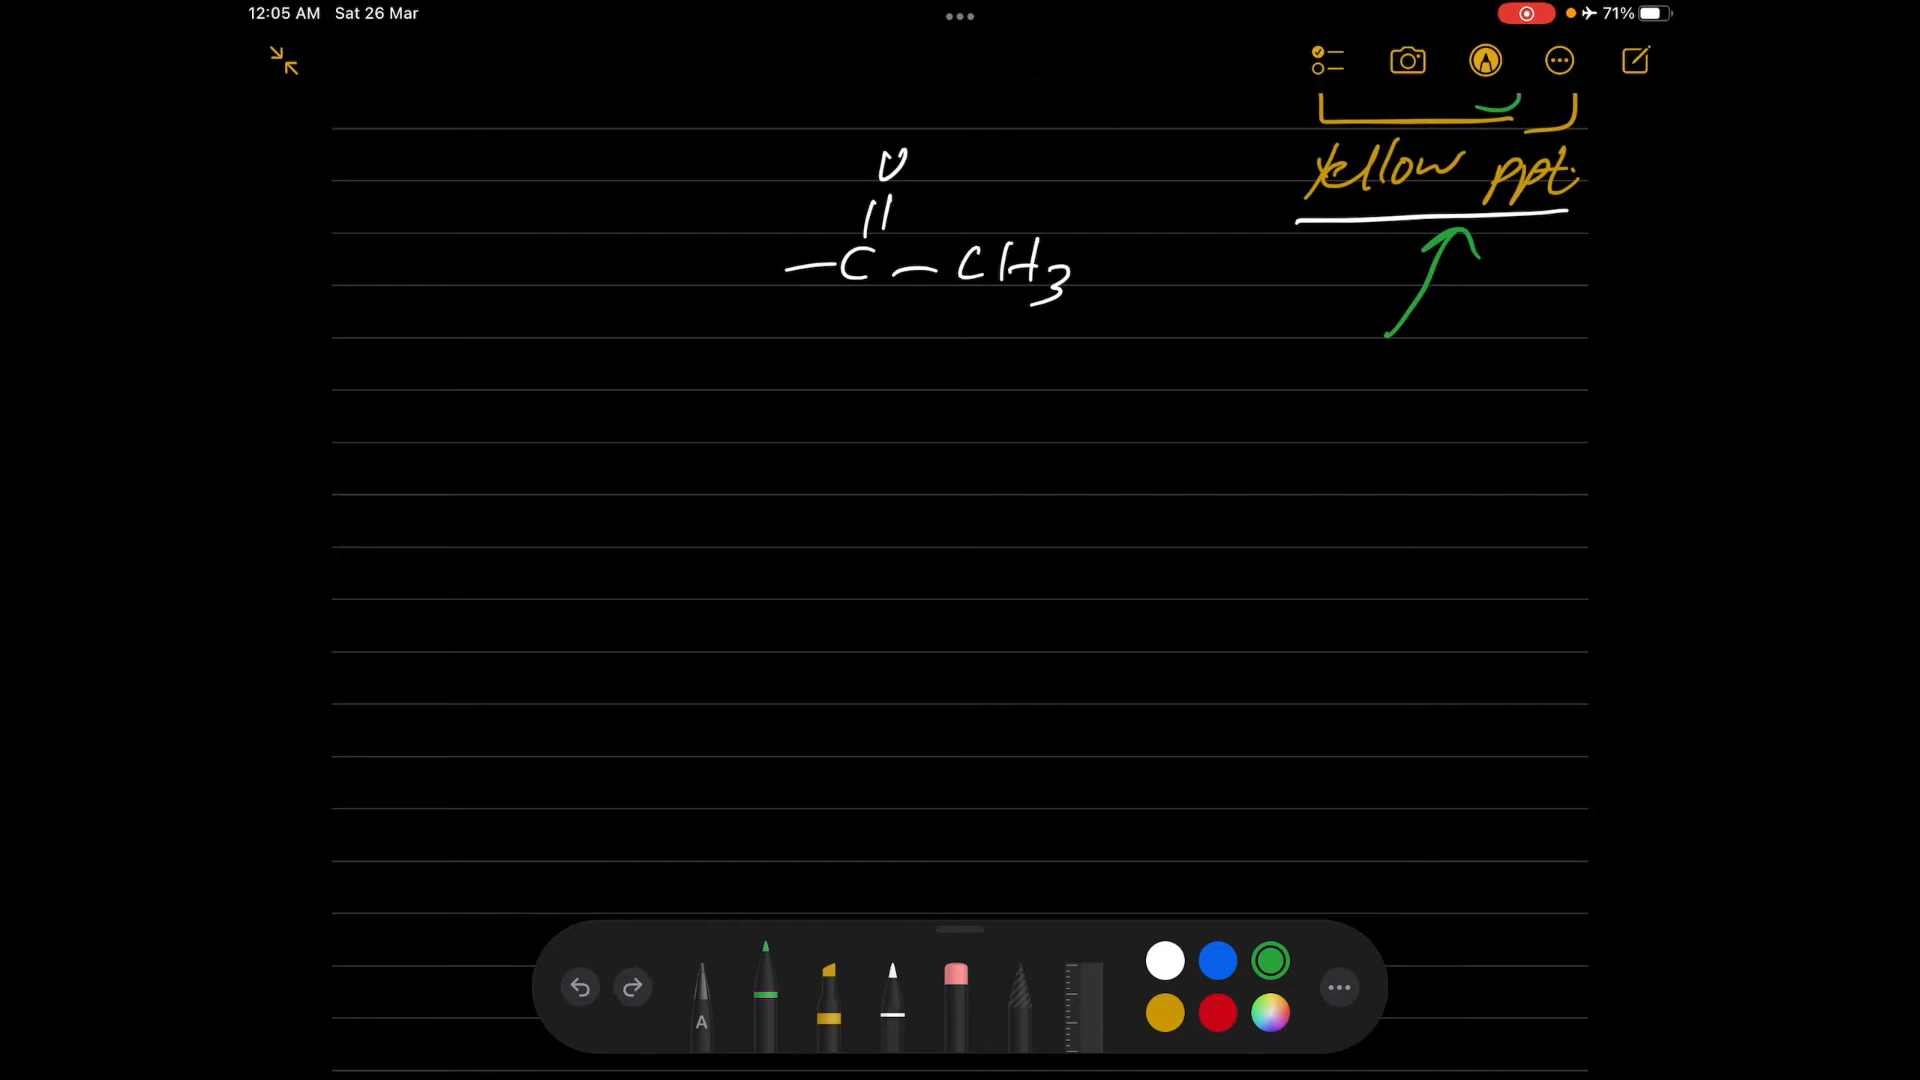 12:05 AM Sat 26 Mar
71%
yellow ppt.
O
||
—C—CH3
A